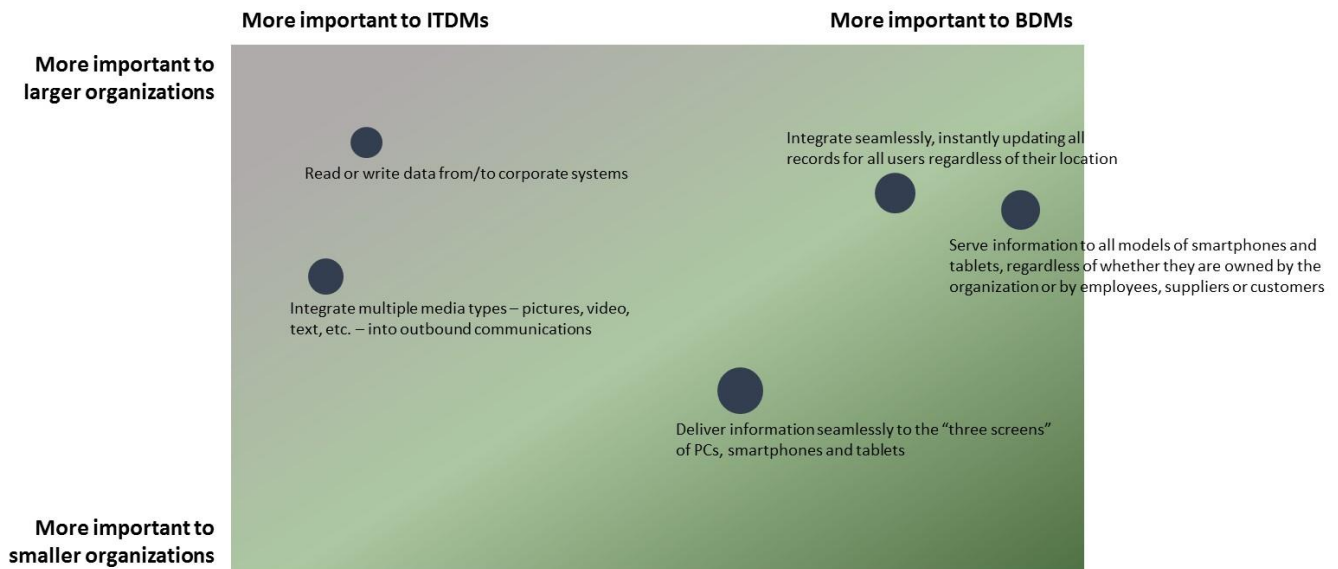 More important to ITDMs
More important to BDMs
More important to
larger organizations
Integrate seamlessly, instantly updating all
records for all users regardless of their location
Read or write data from/to corporate systems
Serve information to all models of smartphones and
tablets, regardless of whether they are owned by the
organization or by employees, suppliers or customers
Integrate multiple media types – pictures, video,
text, etc. – into outbound communications
Deliver information seamlessly to the “three screens”
of PCs, smartphones and tablets
More important to
smaller organizations